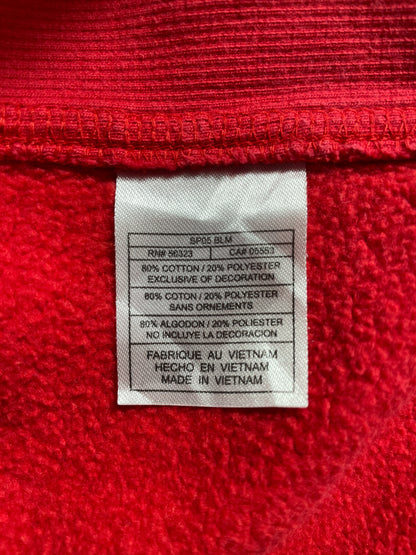 SP05 BLM
RN# 56323 CA# 05553
80% COTTON / 20% POLYESTER
EXCLUSIVE OF DECORATION
80% COTON / 20% POLYESTER
SANS ORNEMENTS
80% ALGODON / 20% POLIESTER
NO INCLUYE LA DECORACION
FABRIQUE AU VIETNAM
HECHO EN VIETNAM
MADE IN VIETNAM